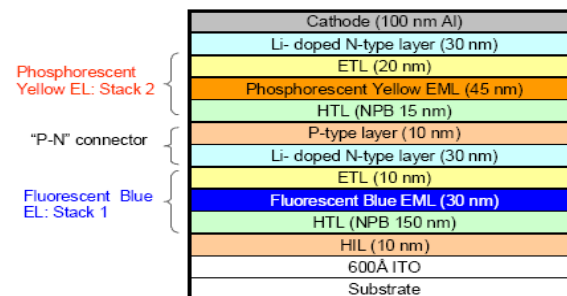 Cathode (100 nm Al)
Li- doped N-type layer (30 nm)
ETL (20 nm)
Phosphorescent Yellow EML (45 nm)
HTL (NPB 15 nm)
P-type layer (10 nm)
Li- doped N-type layer (30 nm)
ETL (10 nm)
Fluorescent Blue EML (30 nm)
HTL (NPB 150 nm)
HIL (10 nm)
600Å ITO
Substrate
Phosphorescent
Yellow EL: Stack 2
“P-N” connector
Fluorescent Blue
EL: Stack 1